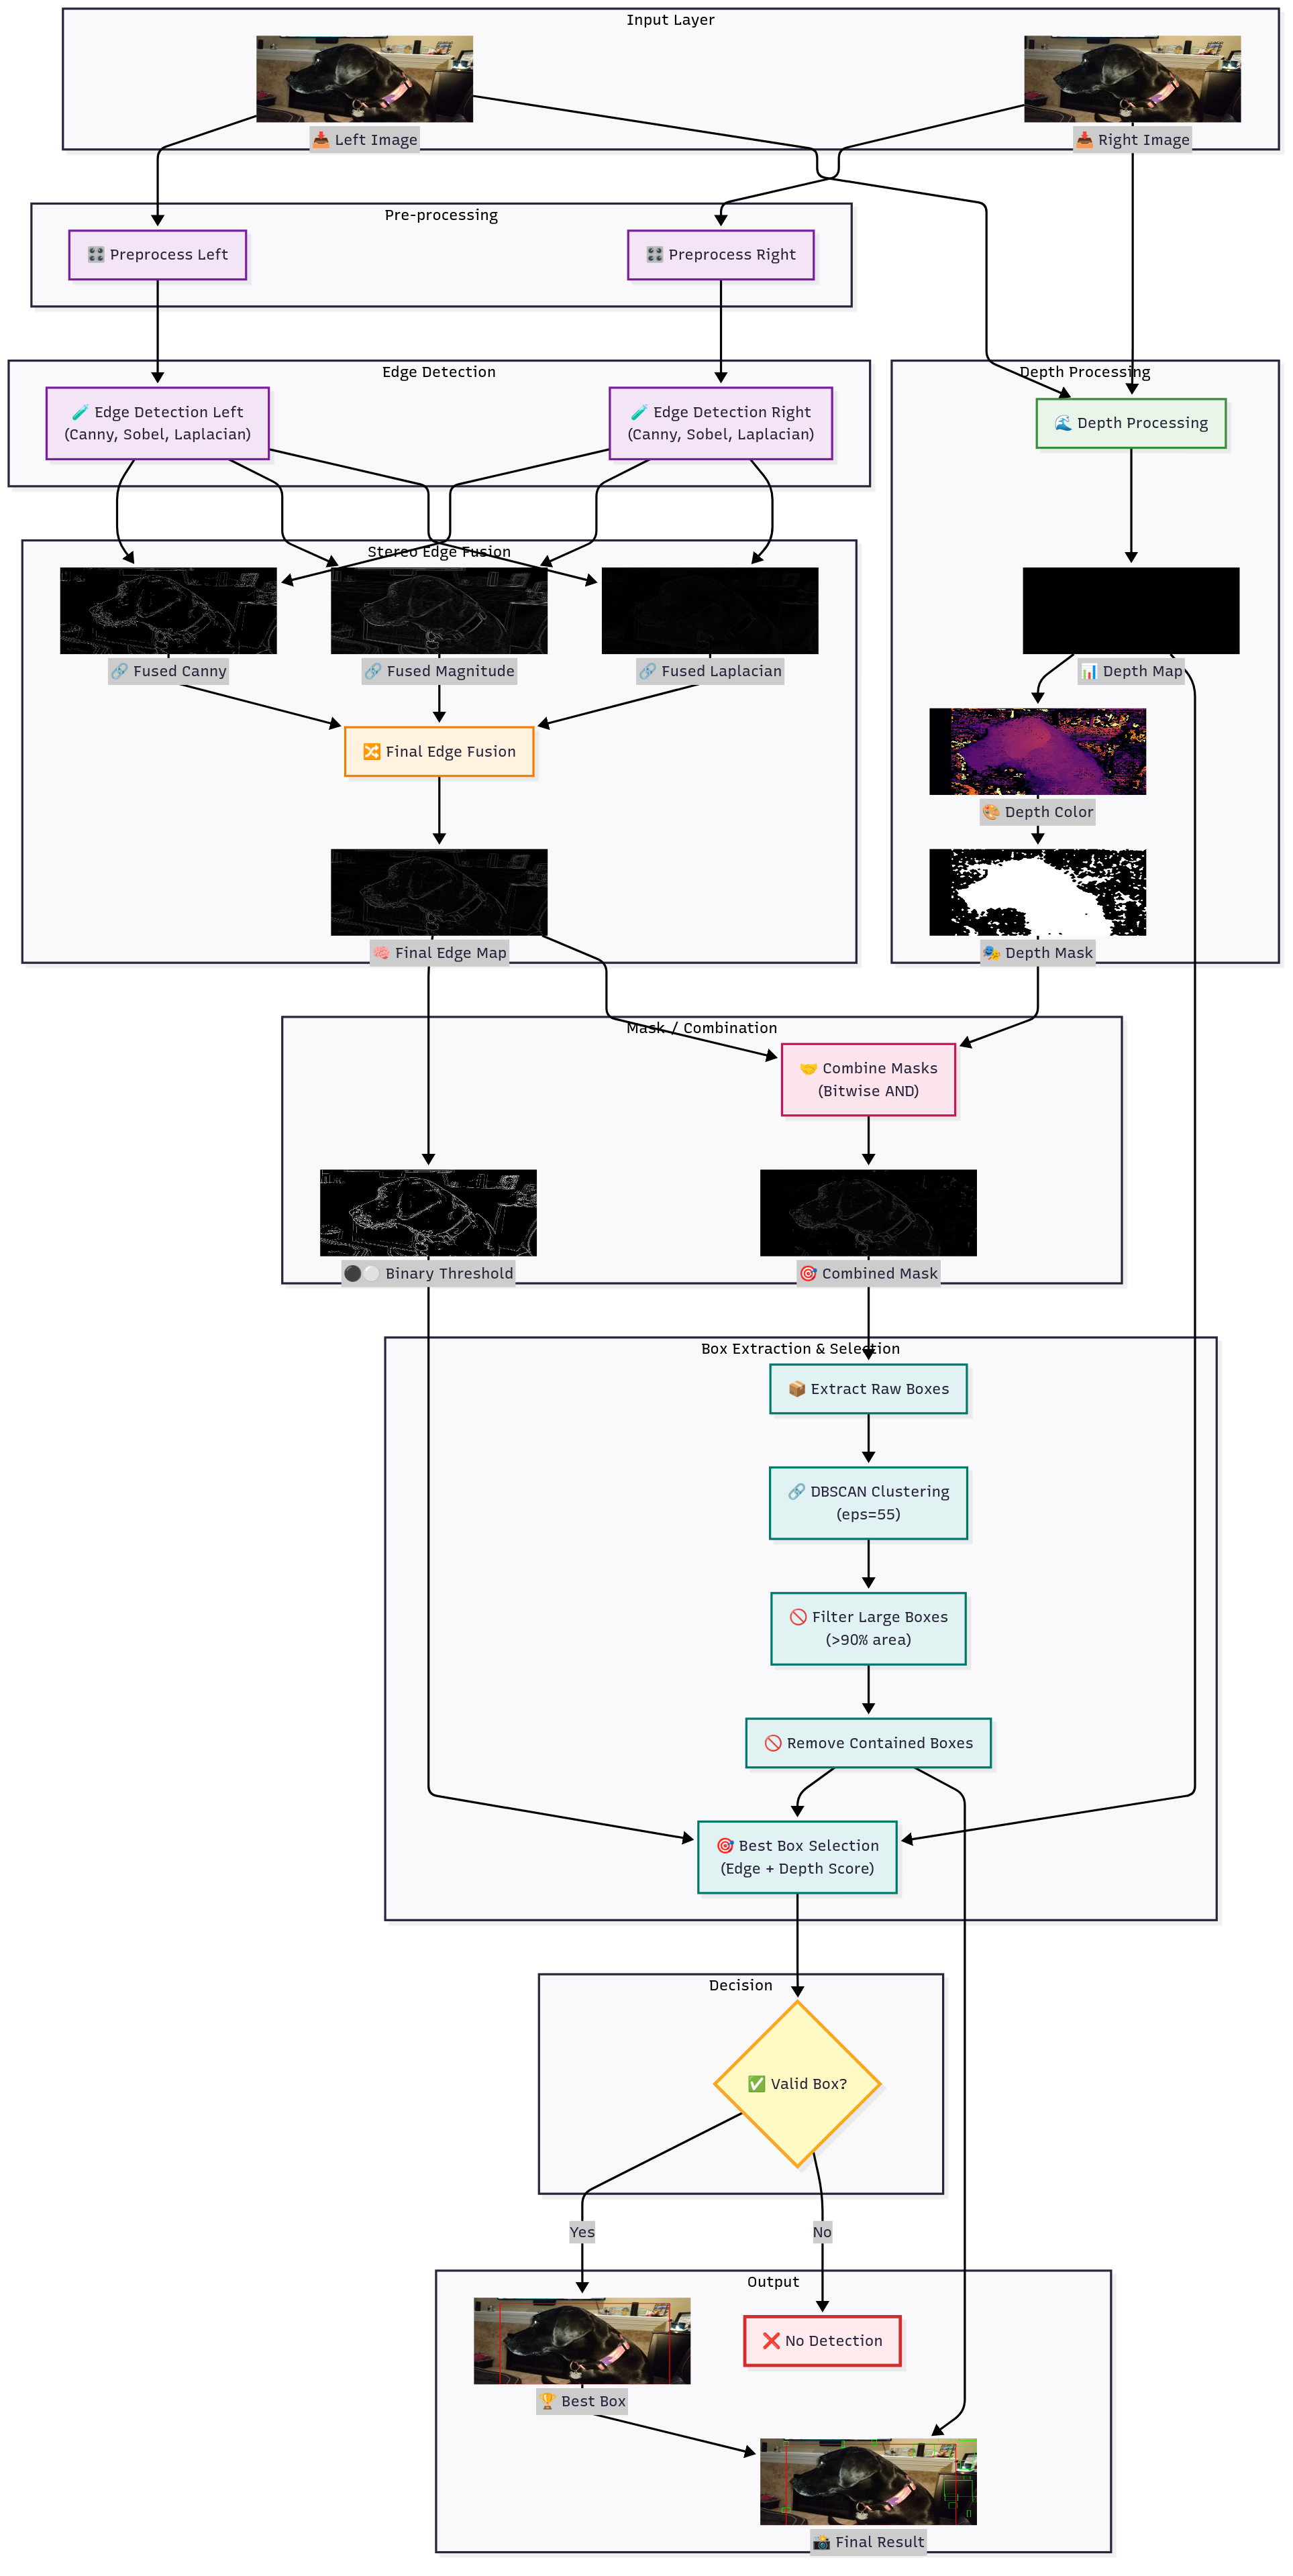 Input Layer
📥 Left Image
📥 Right Image
Pre-processing
🎛️ Preprocess Left
🎛️ Preprocess Right
Edge Detection
Depth Processing
🧪 Edge Detection Left
(Canny, Sobel, Laplacian)
🧪 Edge Detection Right
(Canny, Sobel, Laplacian)
🌊 Depth Processing
Stereo Edge Fusion
🔗 Fused Canny
🔗 Fused Magnitude
🔗 Fused Laplacian
📊 Depth Map
🔀 Final Edge Fusion
🎨 Depth Color
🧠 Final Edge Map
🎭 Depth Mask
Mask / Combination
🤝 Combine Masks
(Bitwise AND)
⚫⚪ Binary Threshold
🎯 Combined Mask
Box Extraction & Selection
📦 Extract Raw Boxes
🔗 DBSCAN Clustering
(eps=55)
🚫 Filter Large Boxes
(>90% area)
🚫 Remove Contained Boxes
🎯 Best Box Selection
(Edge + Depth Score)
Decision
✅ Valid Box?
Yes
No
Output
❌ No Detection
🏆 Best Box
📸 Final Result